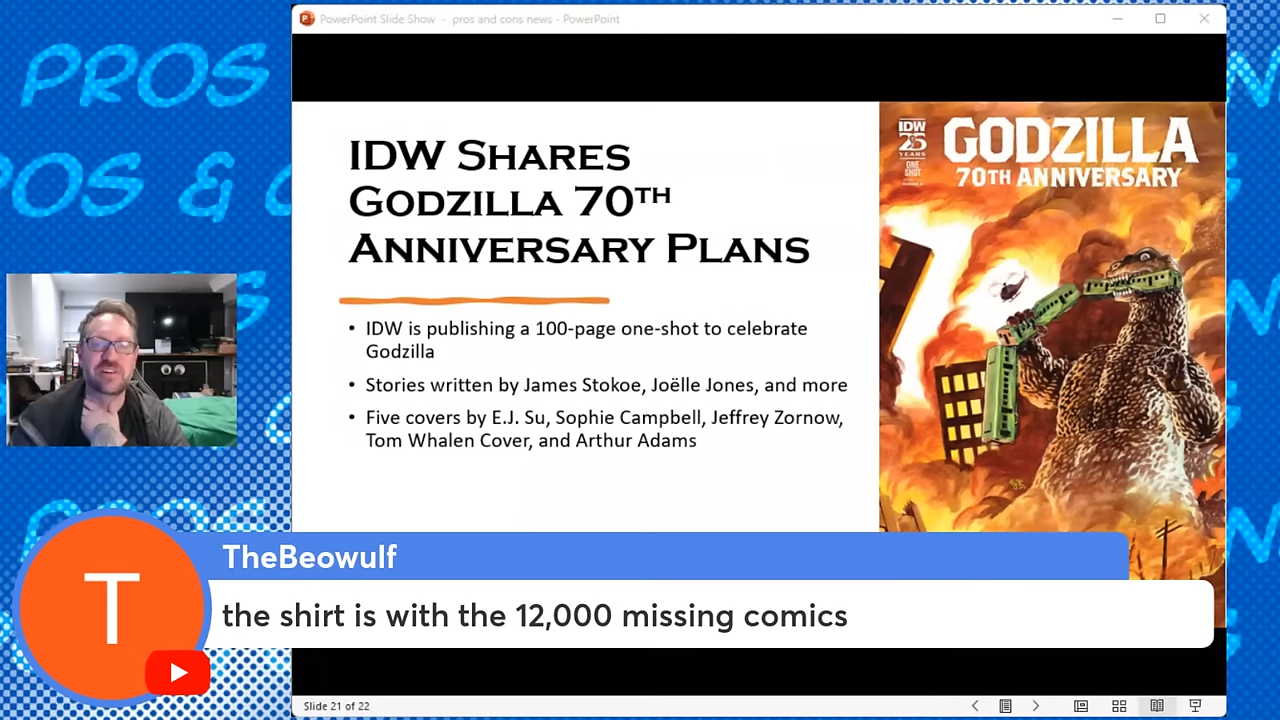 PowerPoint Slide Show - pros and cons news - PowerPoint
PROS
OS & C
IDW SHARES
GODZILLA 70TH
ANNIVERSARY PLANS
• IDW is publishing a 100-page one-shot to celebrate
Godzilla
• Stories written by James Stokoe, Joëlle Jones, and more
• Five covers by E.J. Su, Sophie Campbell, Jeffrey Zornow,
Tom Whalen Cover, and Arthur Adams
IDW
25
YEARS
ONE
SHOT
GODZILLA
70TH ANNIVERSARY
T
TheBeowulf
the shirt is with the 12,000 missing comics
Slide 21 of 22